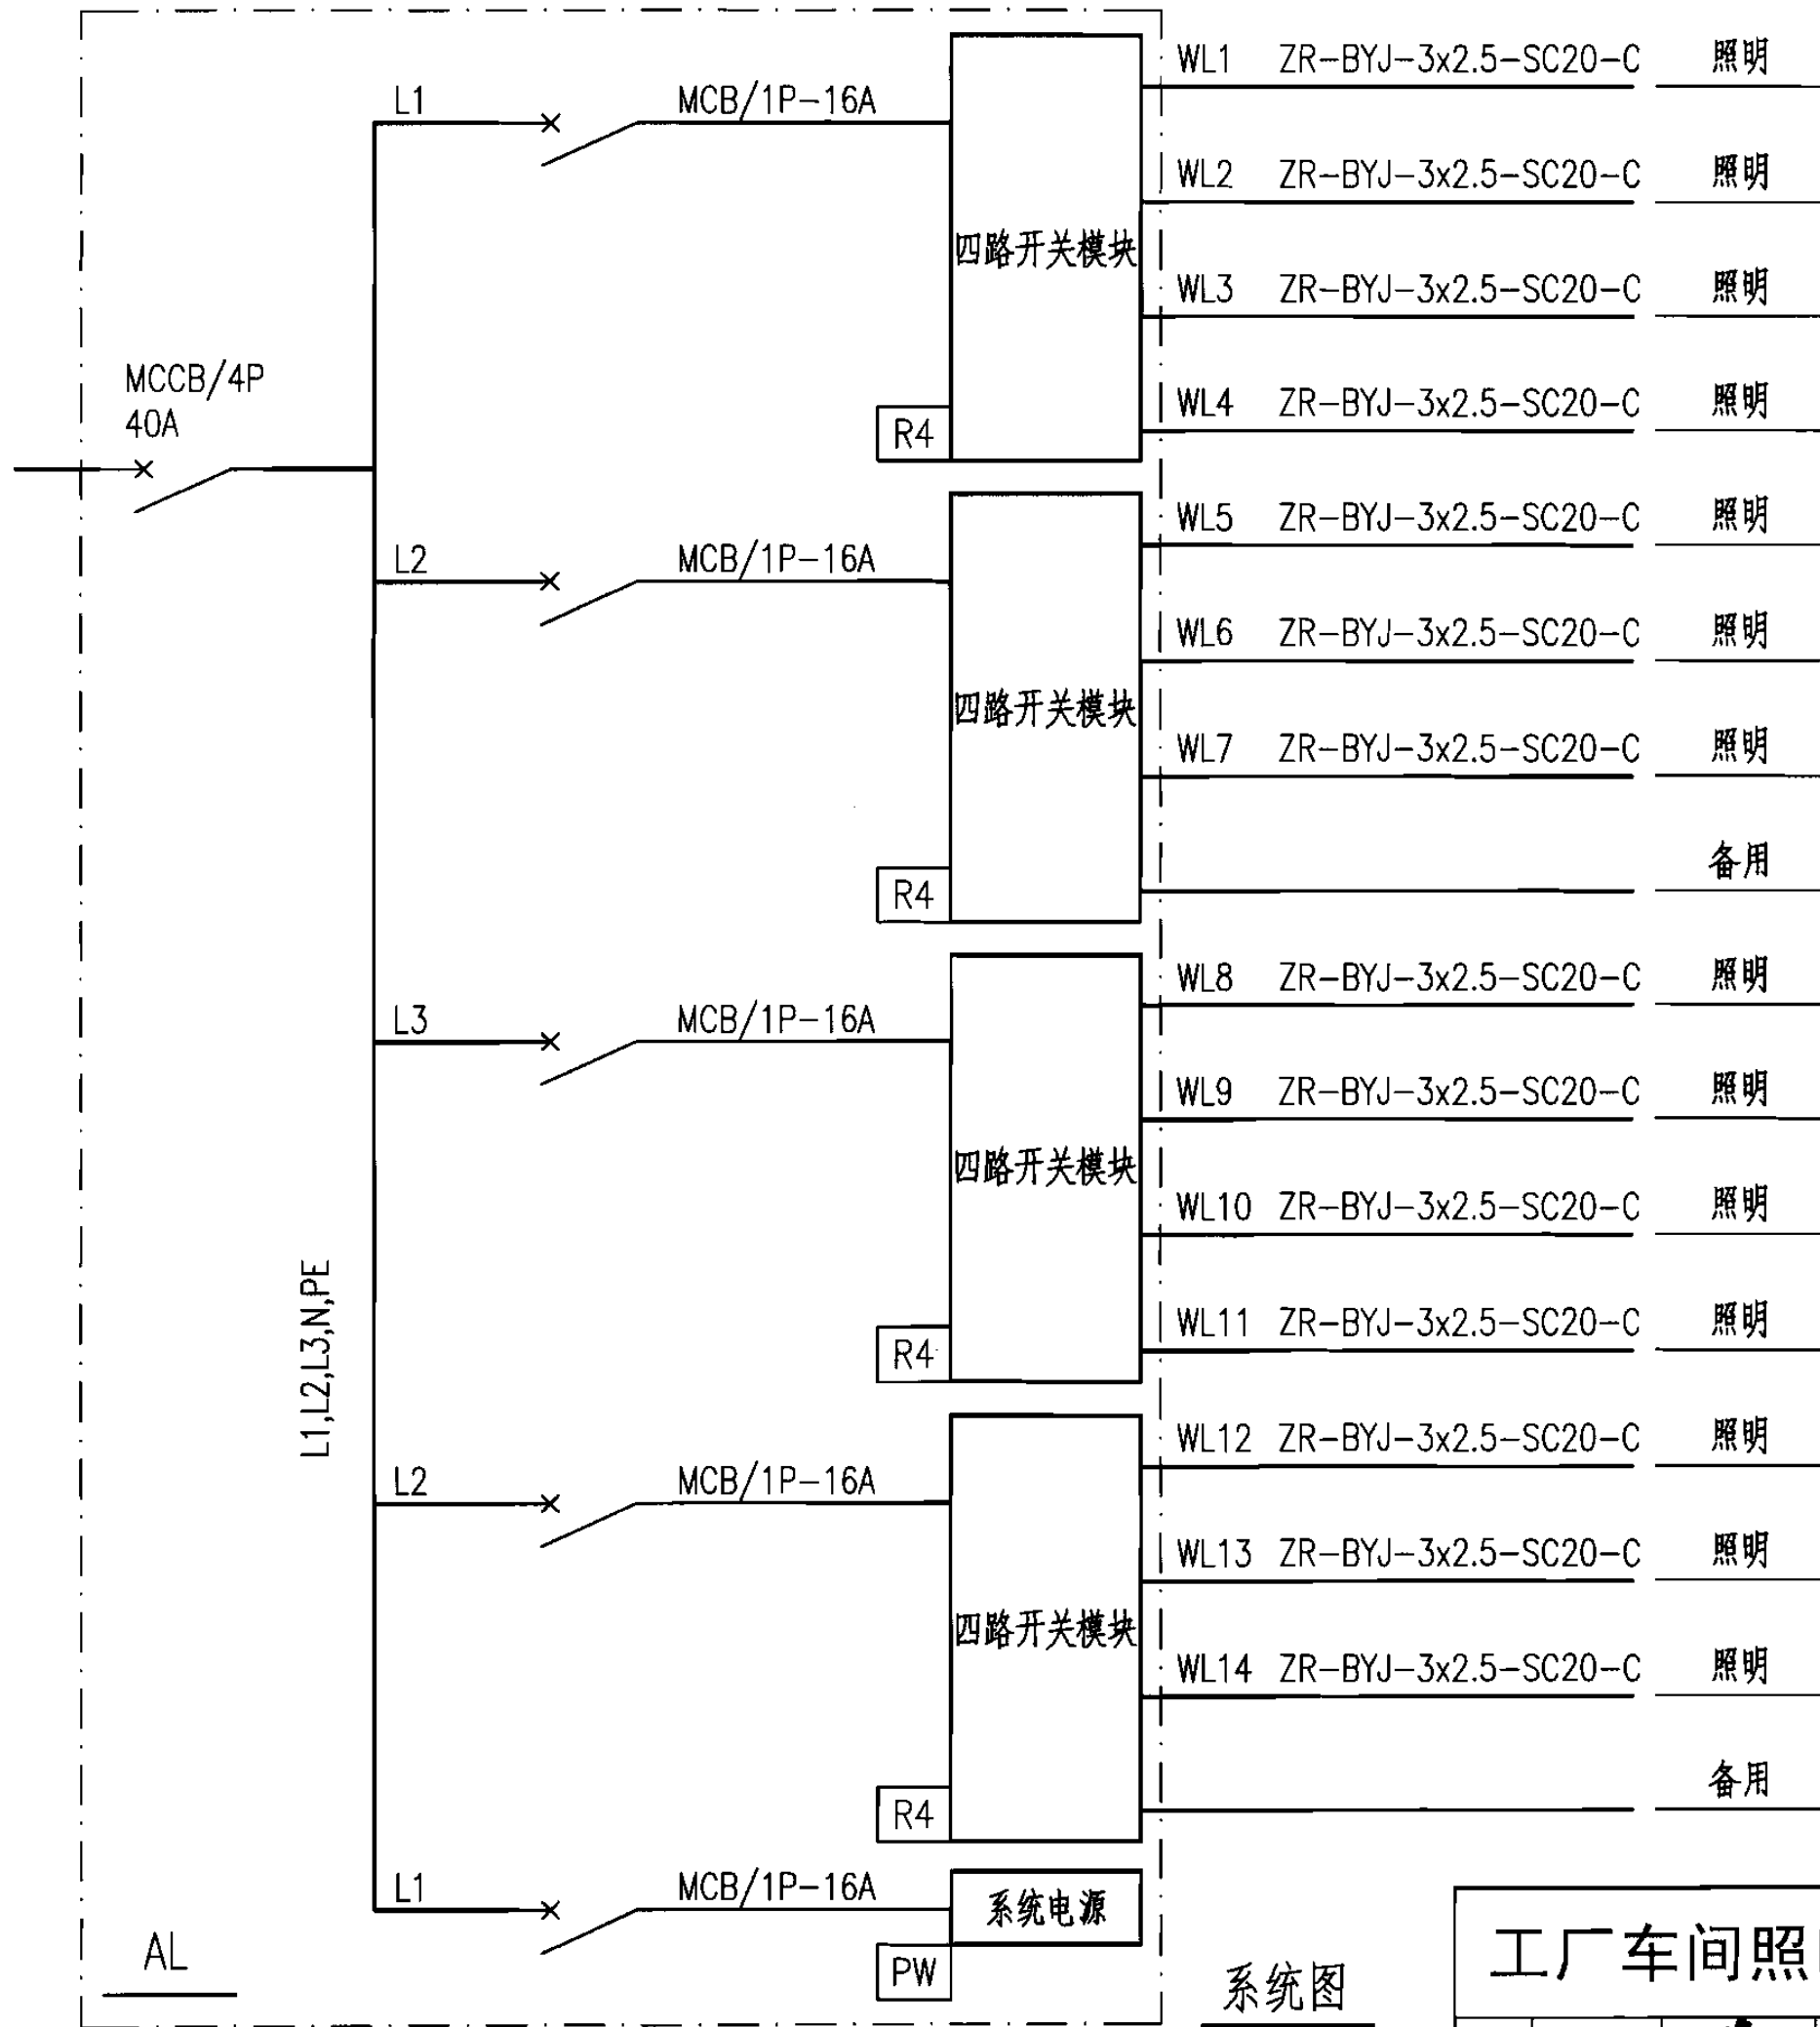 WL1 ZR-BYJ-3x2.5-SC20-C 照明
L1 MCB/1P-16A
WL2 ZR-BYJ-3x2.5-SC20-C 照明
四路开关模块
WL3 ZR-BYJ-3x2.5-SC20-C 照明
MCCB/4P
40A
WL4 ZR-BYJ-3x2.5-SC20-C 照明
R4
WL5 ZR-BYJ-3x2.5-SC20-C 照明
L2 MCB/1P-16A
WL6 ZR-BYJ-3x2.5-SC20-C 照明
四路开关模块
WL7 ZR-BYJ-3x2.5-SC20-C 照明
备用
R4
WL8 ZR-BYJ-3x2.5-SC20-C 照明
L3 MCB/1P-16A
WL9 ZR-BYJ-3x2.5-SC20-C 照明
四路开关模块
WL10 ZR-BYJ-3x2.5-SC20-C 照明
WL11 ZR-BYJ-3x2.5-SC20-C 照明
R4
L1,L2,L3,N,PE
WL12 ZR-BYJ-3x2.5-SC20-C 照明
L2 MCB/1P-16A
WL13 ZR-BYJ-3x2.5-SC20-C 照明
四路开关模块
WL14 ZR-BYJ-3x2.5-SC20-C 照明
备用
R4
L1 MCB/1P-16A
系统电源
AL
PW
系统图
工厂车间照